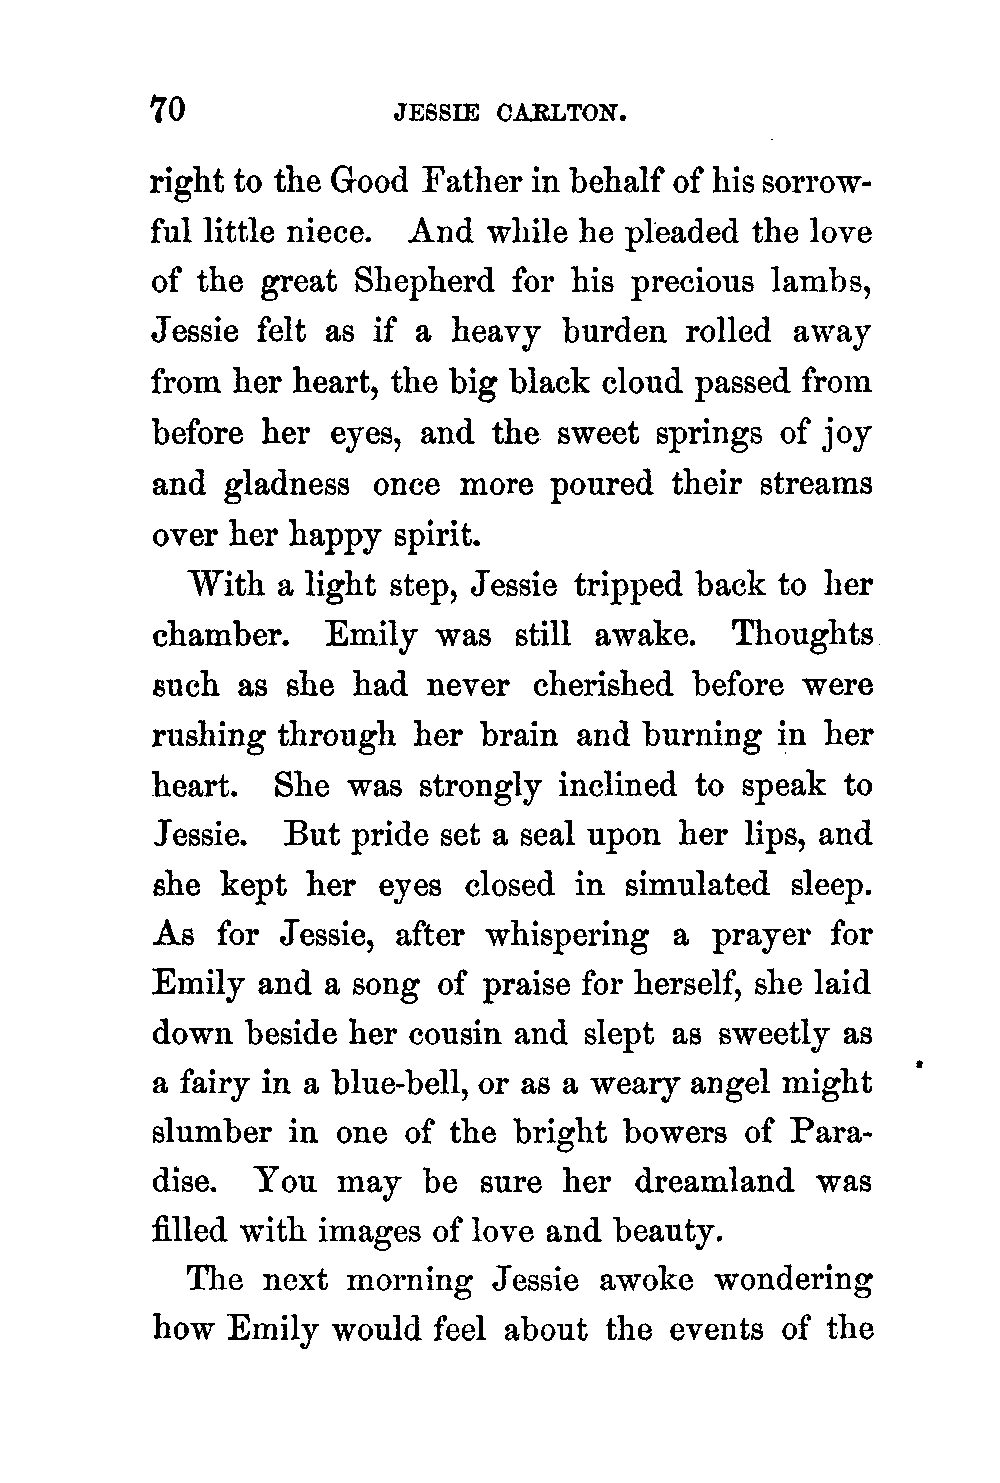 70 JESSIE CARLTON.
right to the Good Father in behalf of his sorrow-
ful little niece. And while he pleaded the love
of the great Shepherd for his precious lambs,
Jessie felt as if a heavy burden rolled away
from her heart, the big black cloud passed from
before her eyes, and the sweet springs of joy
and gladness once more poured their streams
over her happy spirit.
With a light step, Jessie tripped back to her
chamber. Emily was still awake. Thoughts
such as she had never cherished before were
rushing through her brain and burning in her
heart. She was strongly inclined to speak to
Jessie. But pride set a seal upon her lips, and
she kept her eyes closed in simulated sleep.
As for Jessie, after whispering a prayer for
Emily and a song of praise for herself, she laid
down beside her cousin and slept as sweetly as
a fairy in a blue-bell, or as a weary angel might
slumber in one of the bright bowers of Para-
dise. You may be sure her dreamland was
filled with images of love and beauty.
The next morning Jessie awoke wondering
how Emily would feel about the events of the